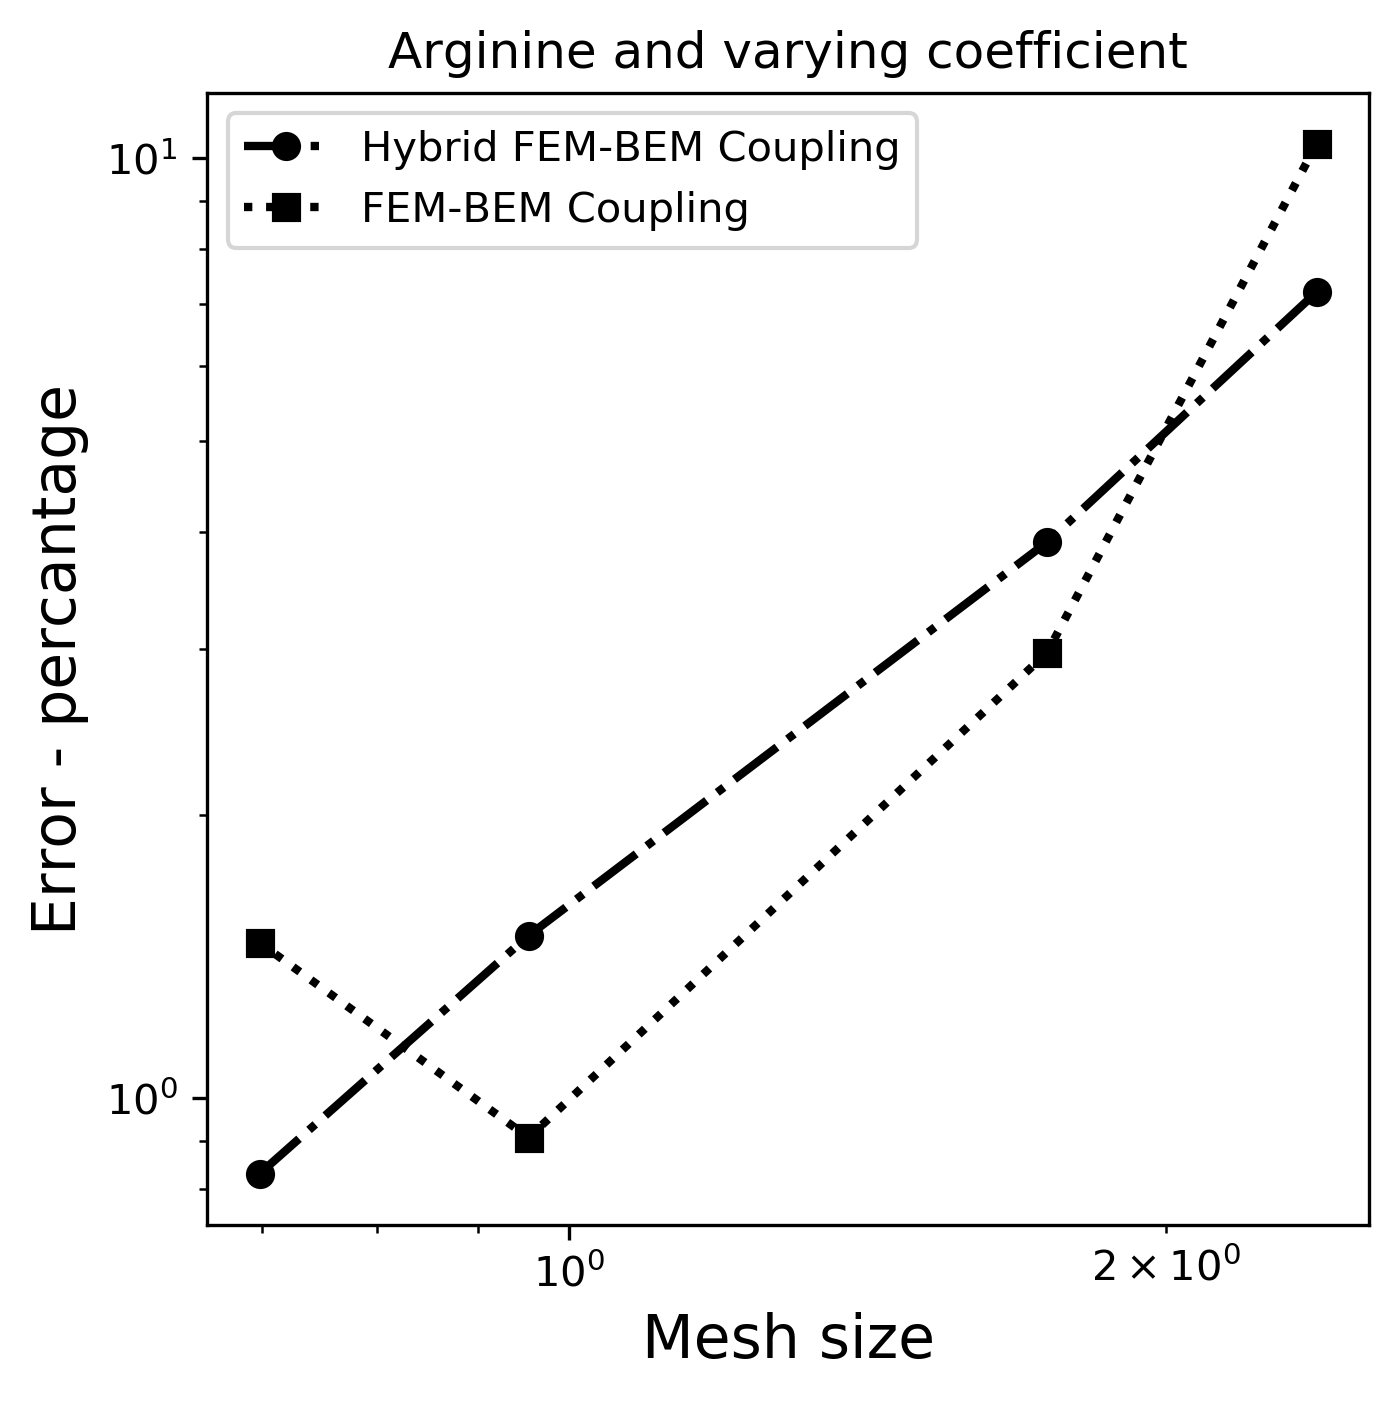 Arginine and varying coefficient
Hybrid FEM-BEM Coupling
FEM-BEM Coupling
10¹
10⁰
Error - percantage
10⁰
2 × 10⁰
Mesh size